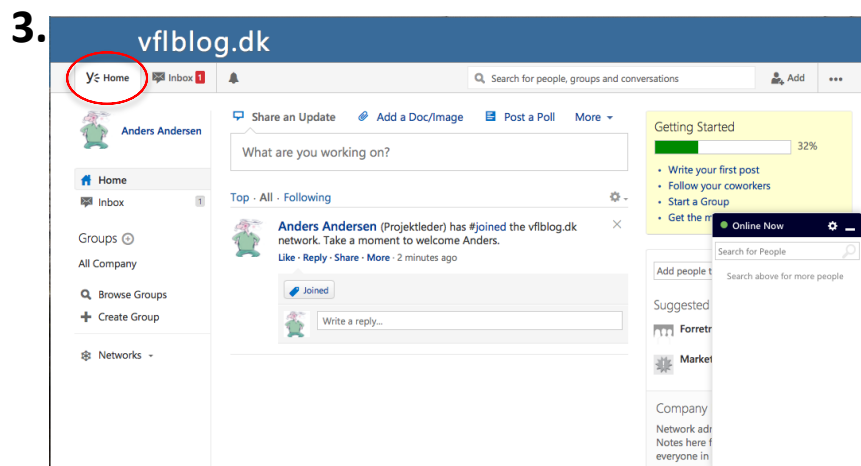 3.
vflblog.dk
Home Inbox 1 Search for people, groups and conversations Add
Anders Andersen
Home
Inbox 1
Groups
All Company
Browse Groups
Create Group
Networks
Share an Update Add a Doc/Image Post a Poll More
What are you working on?
Top · All · Following
Anders Andersen (Projektleder) has #joined the vflblog.dk
network. Take a moment to welcome Anders.
Like · Reply · Share · More · 2 minutes ago
Joined
Write a reply...
Getting Started
32%
• Write your first post
• Follow your coworkers
• Start a Group
• Get the
Add people
Suggested
Company
Notes here
everyone in
Online Now
Search for People
Search above for more people